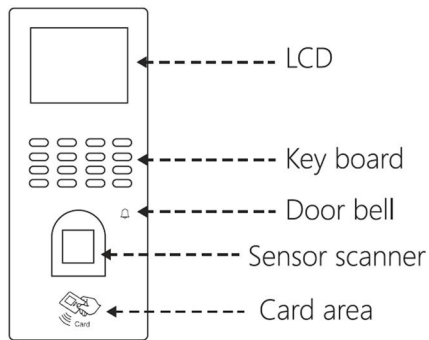 LCD
Key board
Door bell
Sensor scanner
Card area
Card